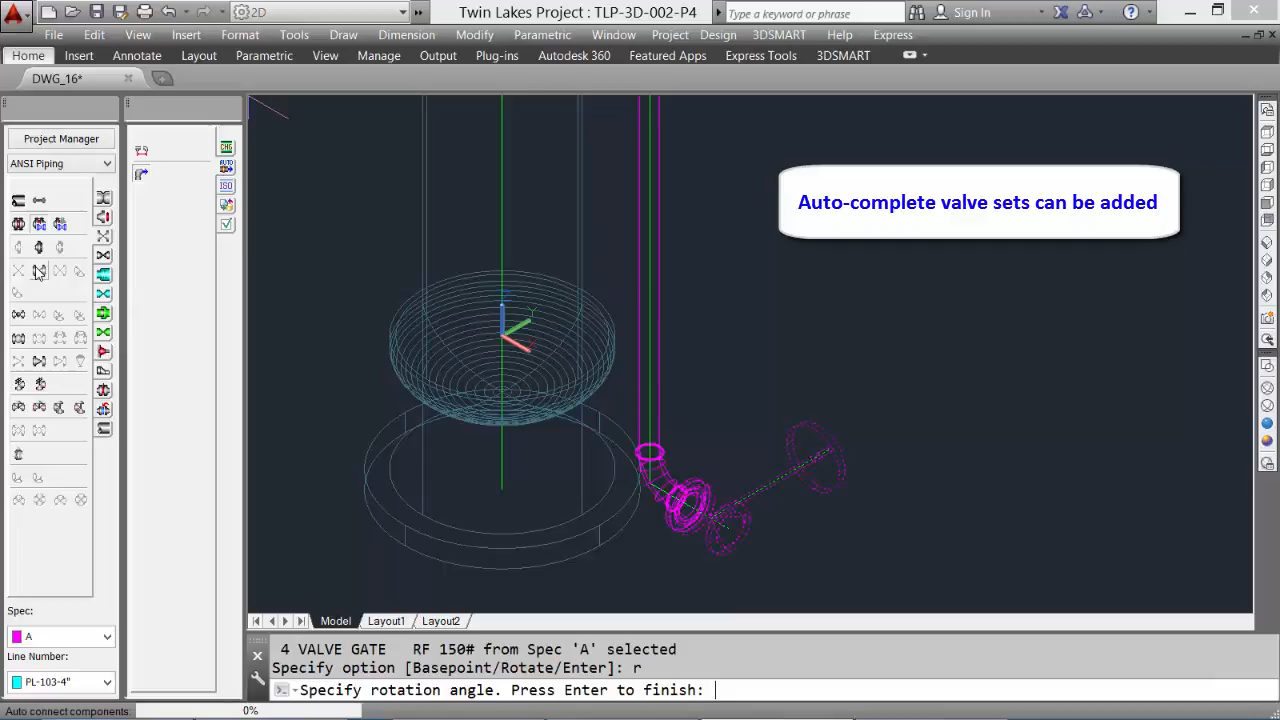 2D
Twin Lakes Project : TLP-3D-002-P4
Type a keyword or phrase
Sign In
File Edit View Insert Format Tools Draw Dimension Modify Parametric Window Project Design 3DSMART Help Express
Home Insert Annotate Layout Parametric View Manage Output Plug-ins Autodesk 360 Featured Apps Express Tools 3DSMART
DWG_16*
Project Manager
ANSI Piping
CHG
AUTO
ISO
Auto-complete valve sets can be added
Spec:
A
Line Number:
PL-103-4"
Model Layout1 Layout2
4 VALVE GATE RF 150# from Spec 'A' selected
Specify option [Basepoint/Rotate/Enter]: r
Specify rotation angle. Press Enter to finish:
Auto connect components: 0%